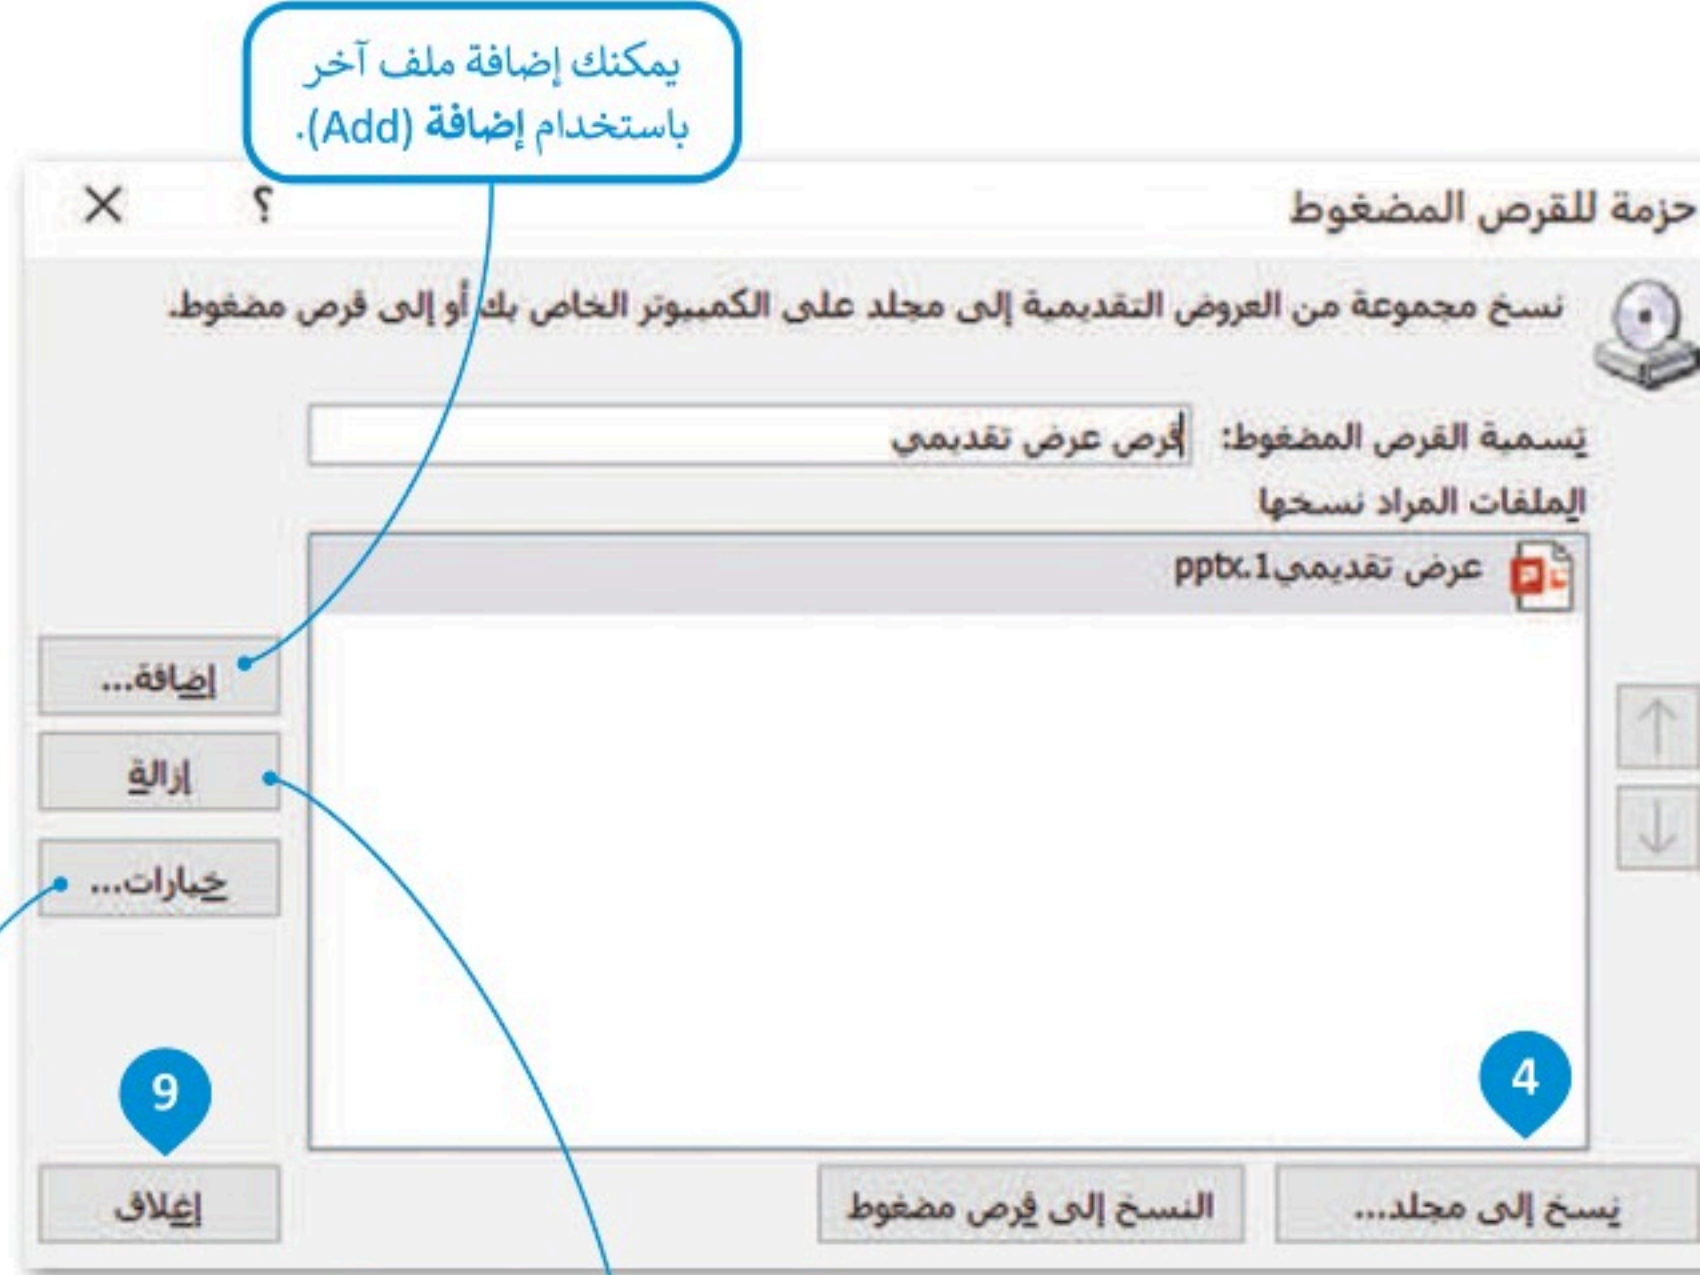 يمكنك إضافة ملف آخر
باستخدام إضافة (Add).
حزمة للقرص المضغوط
؟
نسخ مجموعة من العروض التقديمية إلى مجلد على الكمبيوتر الخاص بك أو إلى قرص مضغوط.
تسمية القرص المضغوط: قرص عرض تقديمي
الملفات المراد نسخها
عرض تقديمي1.pptx
إضافة...
إزالة
خيارات...
9
4
نسخ إلى مجلد...
النسخ إلى قرص مضغوط
إغلاق